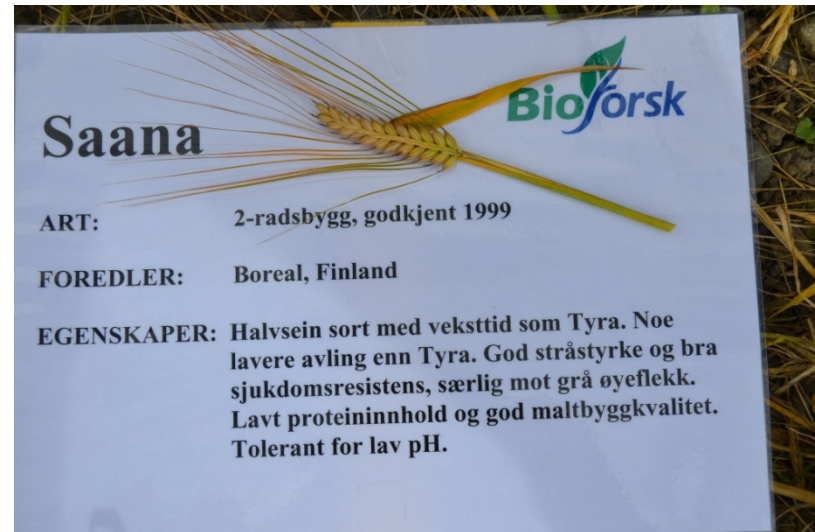 Bioforsk
Saana
ART: 2-radsbygg, godkjent 1999
FOREDLER: Boreal, Finland
EGENSKAPER: Halvsein sort med veksttid som Tyra. Noe
lavere avling enn Tyra. God stråstyrke og bra
sjukdomsresistens, særlig mot grå øyeflekk.
Lavt proteininnhold og god maltbyggkvalitet.
Tolerant for lav pH.